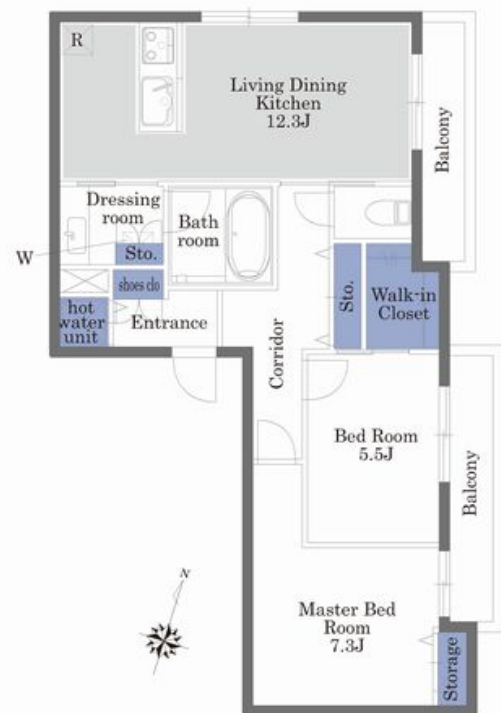 R
Living Dining
Kitchen
12.3J
Balcony
Dressing
room
Bath
room
W
Sto.
shoes clo
hot
water
unit
Entrance
Corridor
Sto.
Walk-in
Closet
Bed Room
5.5J
Balcony
N
Master Bed
Room
7.3J
Storage